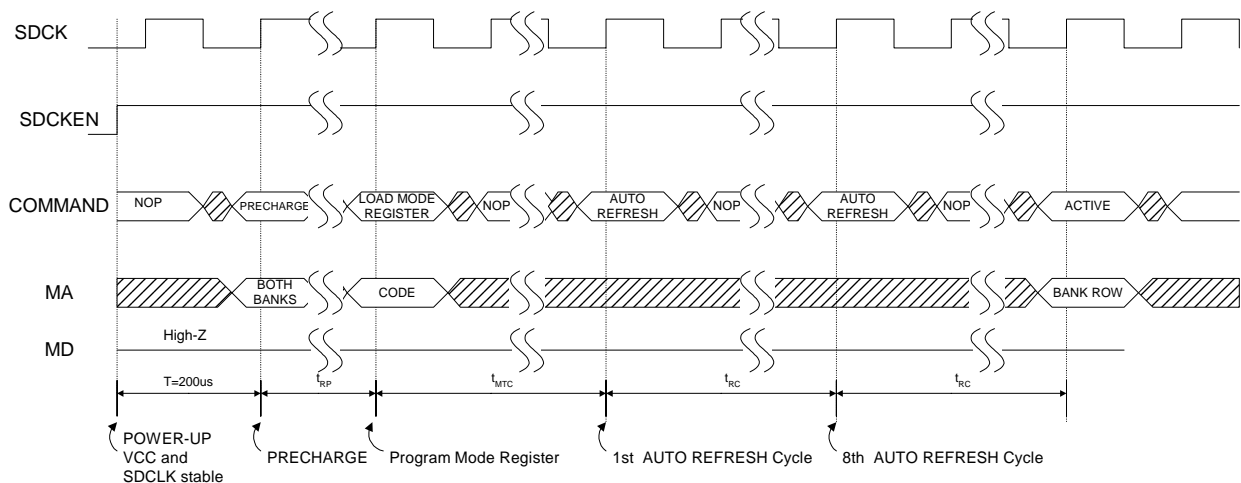 SDCK
SDCKEN
COMMAND
NOP
PRECHARGE
LOAD MODE
REGISTER
NOP
AUTO
REFRESH
NOP
AUTO
REFRESH
NOP
ACTIVE
MA
BOTH
BANKS
CODE
BANK ROW
MD
High-Z
T=200us
tRP
tMTC
tRC
tRC
POWER-UP
VCC and
SDCLK stable
PRECHARGE
Program Mode Register
1st AUTO REFRESH Cycle
8th AUTO REFRESH Cycle